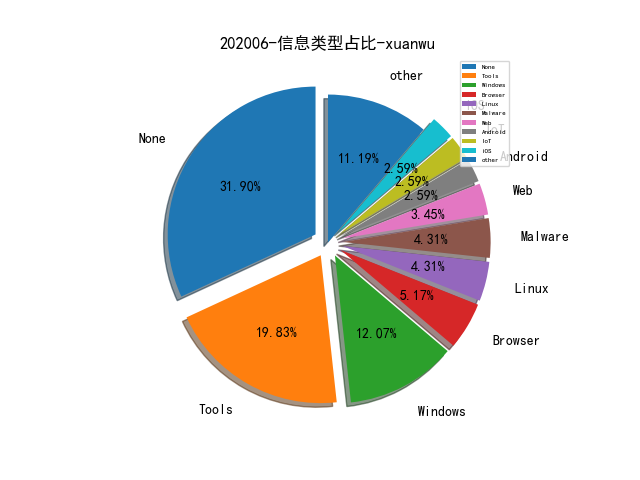 202006-信息类型占比-xuanwu
None
Tools
Windows
Browser
Linux
Malware
Web
Android
IoT
iOS
other
other
None
31.90%
11.19%
2.59%
2.59%
2.59%
Android
Web
3.45%
Malware
4.31%
4.31%
Linux
5.17%
Browser
19.83%
12.07%
Tools
Windows